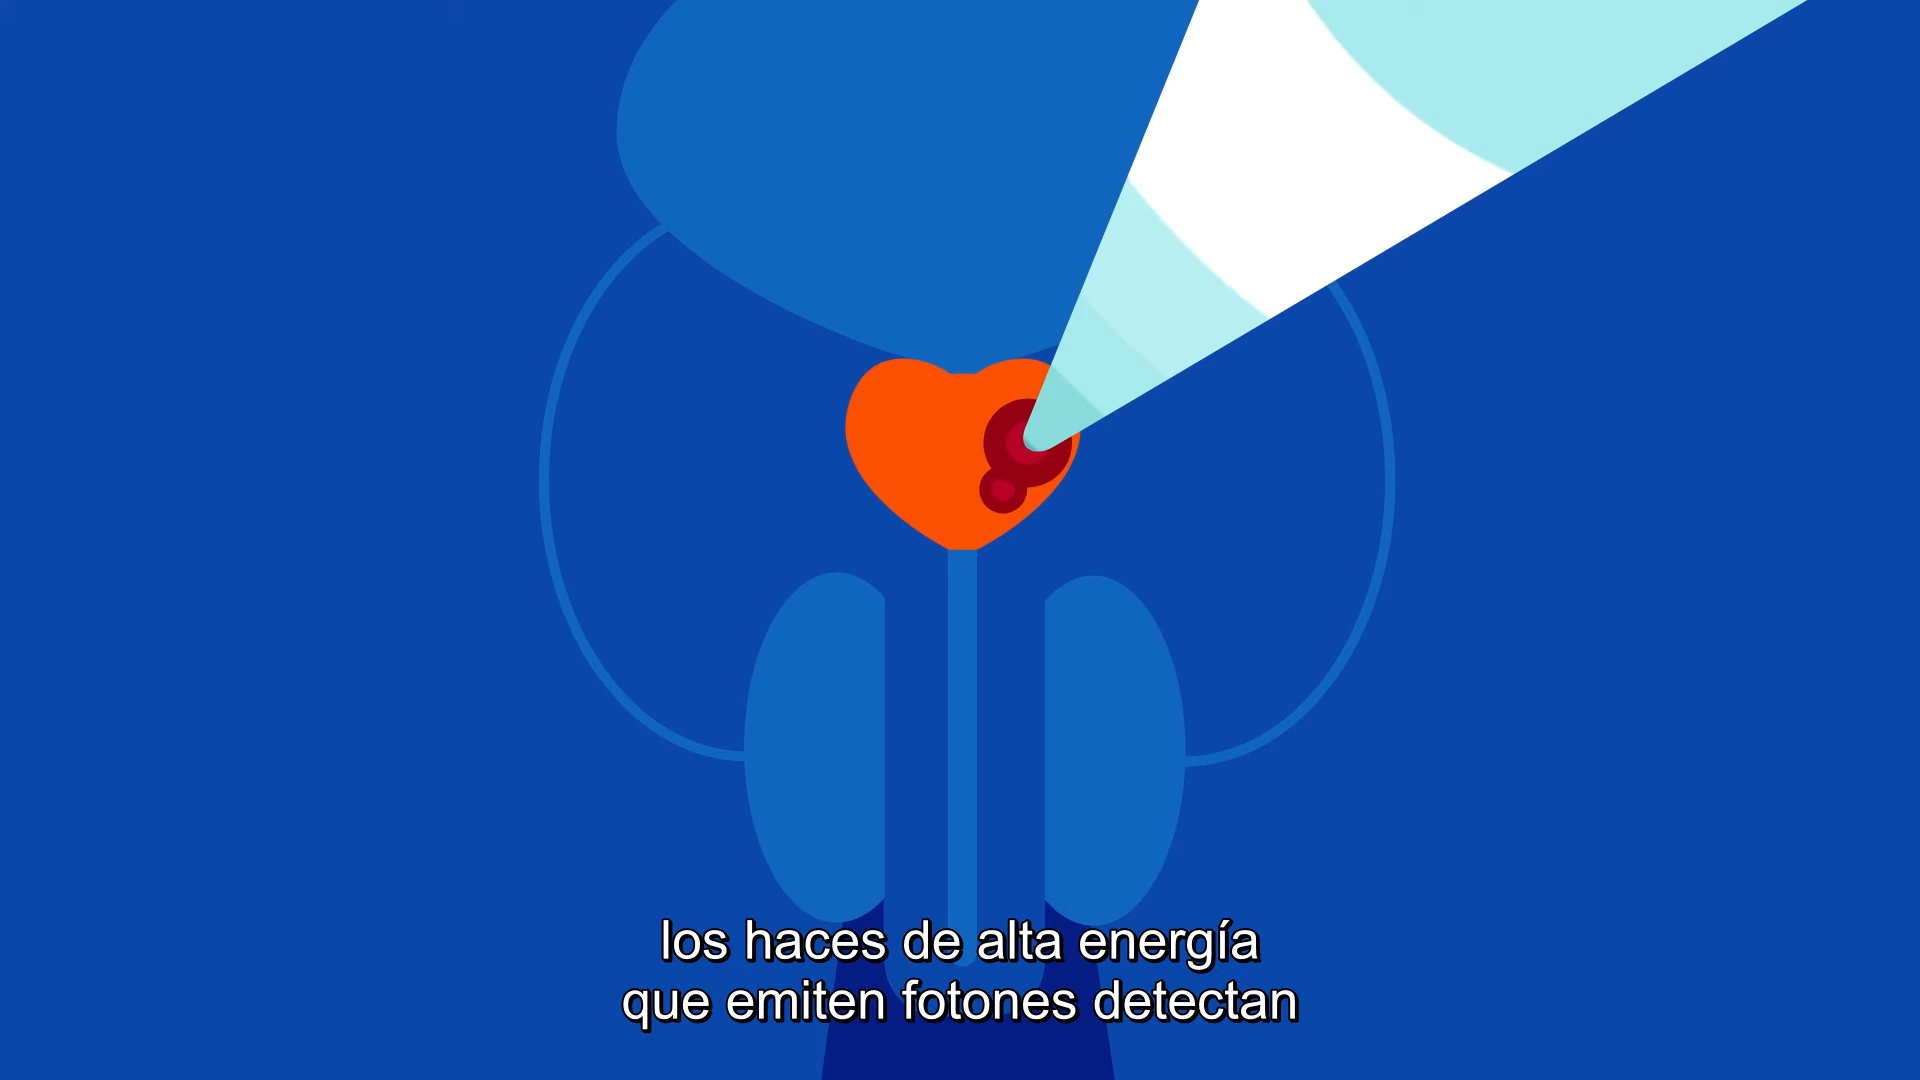 los haces de alta energía
que emiten fotones detectan